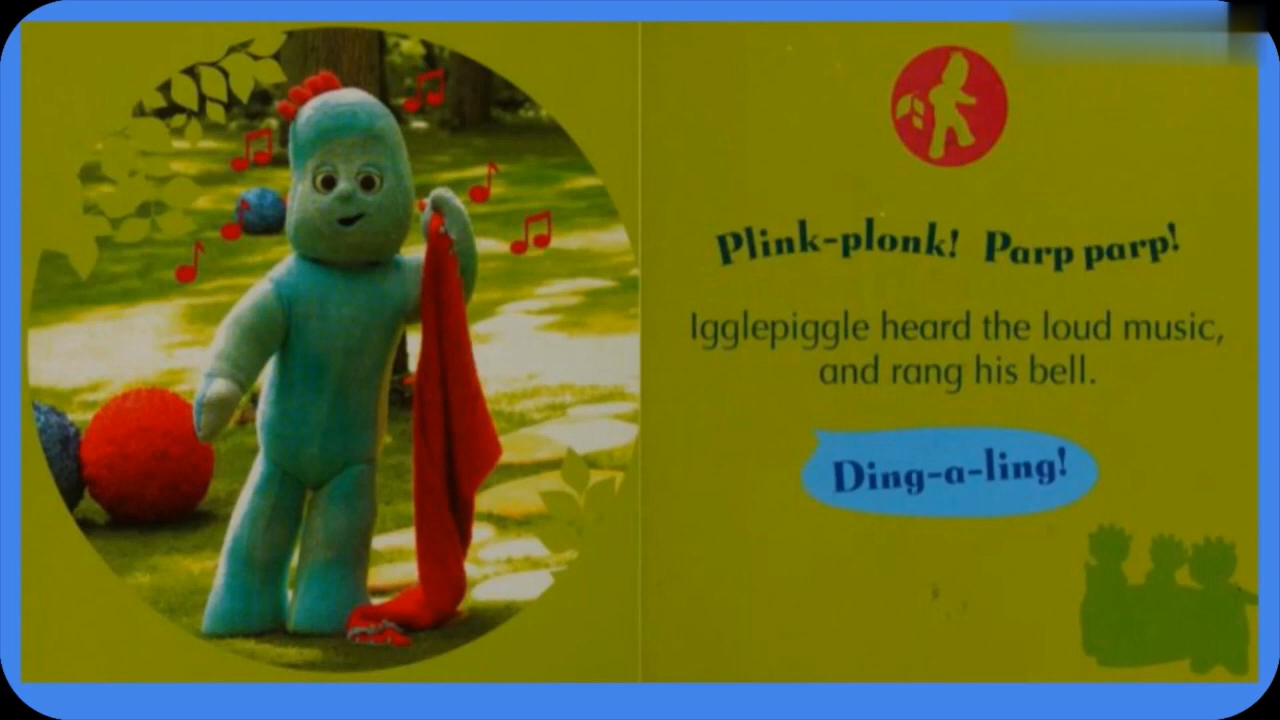 Plink-plonk! Parp parp!
Igglepiggle heard the loud music,
and rang his bell.
Ding-a-ling!